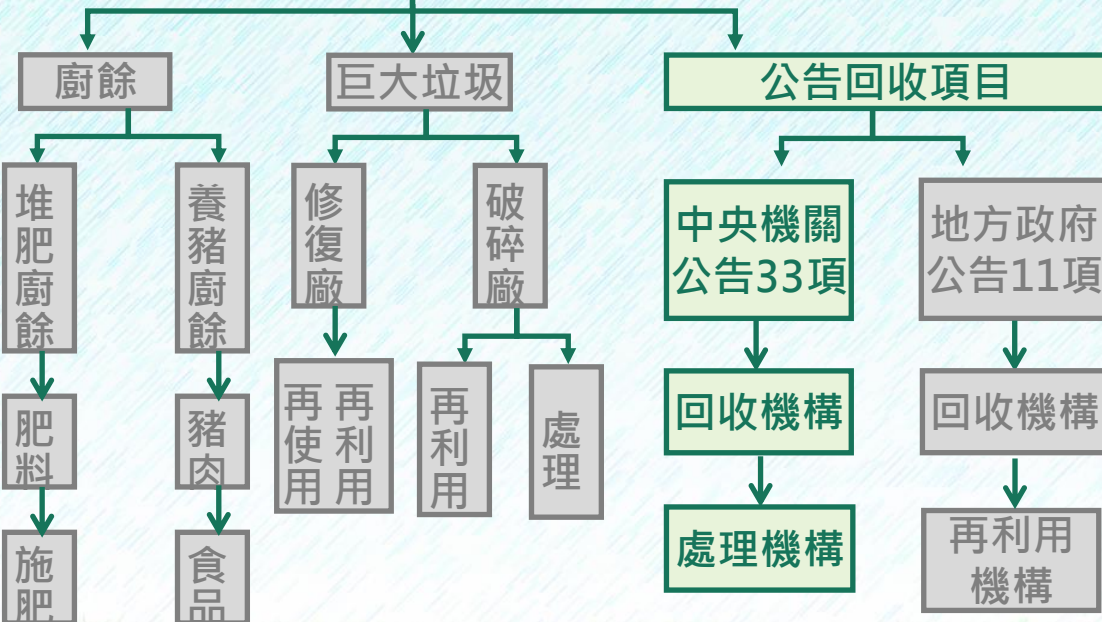 廚餘
巨大垃圾
公告回收項目
堆肥廚餘
養豬廚餘
修復廠
破碎廠
中央機關
公告33項
地方政府
公告11項
再使用
再利用
再利用
處理
回收機構
回收機構
肥料
豬肉
處理機構
再利用
機構
施肥
食品